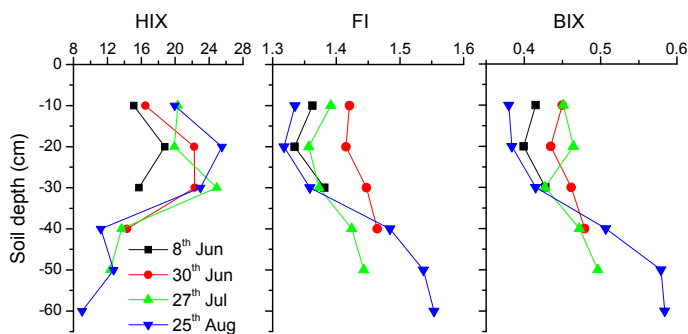 HIX FI BIX
8 12 16 20 24 28 1.3 1.4 1.5 1.6 0.4 0.5 0.6
-10
-20
-30
-40
-50
-60
Soil depth (cm)
8th Jun
30th Jun
27th Jul
25th Aug